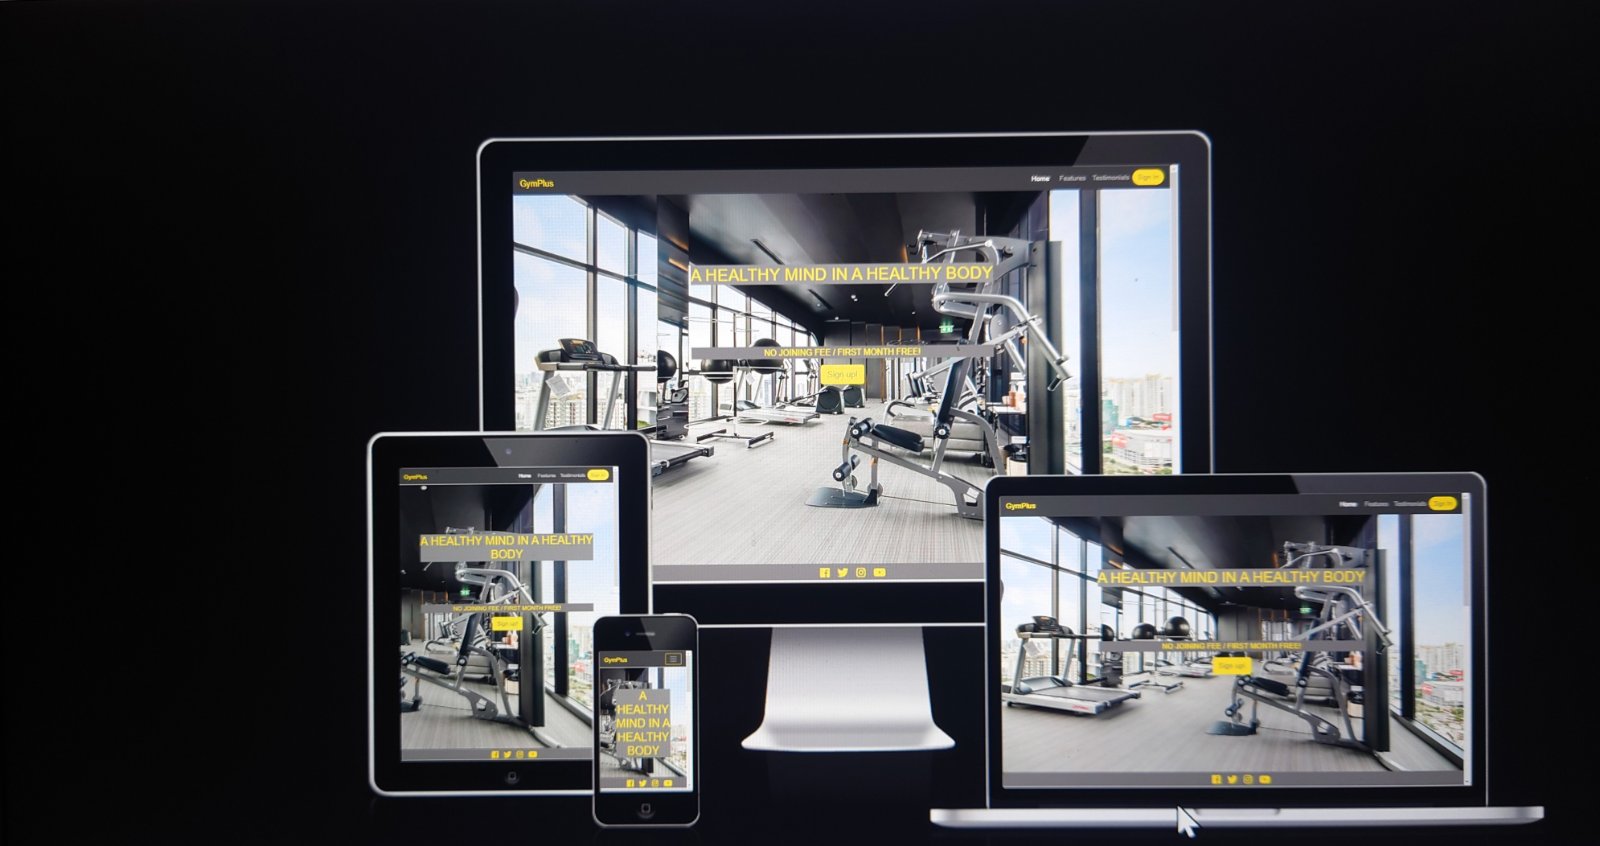 GymPlus
Home Features Testimonials Sign in
A HEALTHY MIND IN A HEALTHY BODY
NO JOINING FEE / FIRST MONTH FREE!
Sign up!
GymPlus
Home Features Testimonials Sign in
A HEALTHY MIND IN A HEALTHY
BODY
NO JOINING FEE / FIRST MONTH FREE!
Sign up!
GymPlus
A
HEALTHY
MIND IN A
HEALTHY
BODY
GymPlus
Home Features Testimonials Sign in
A HEALTHY MIND IN A HEALTHY BODY
NO JOINING FEE / FIRST MONTH FREE!
Sign up!